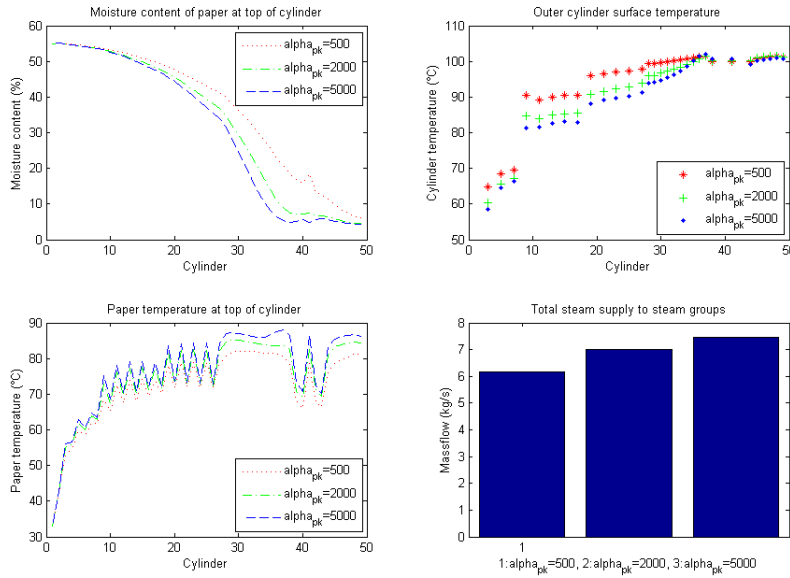 Moisture content of paper at top of cylinder
60
50
40
30
20
10
0
Moisture content (%)
0 10 20 30 40 50
Cylinder
alpha_pk=500
alpha_pk=2000
alpha_pk=5000
Outer cylinder surface temperature
110
100
90
80
70
60
50
Cylinder temperature (°C)
0 10 20 30 40 50
Cylinder
alpha_pk=500
alpha_pk=2000
alpha_pk=5000
Paper temperature at top of cylinder
90
80
70
60
50
40
30
Paper temperature (°C)
0 10 20 30 40 50
Cylinder
alpha_pk=500
alpha_pk=2000
alpha_pk=5000
Total steam supply to steam groups
8
7
6
5
4
3
2
1
0
Massflow (kg/s)
1
1:alpha_pk=500, 2:alpha_pk=2000, 3:alpha_pk=5000